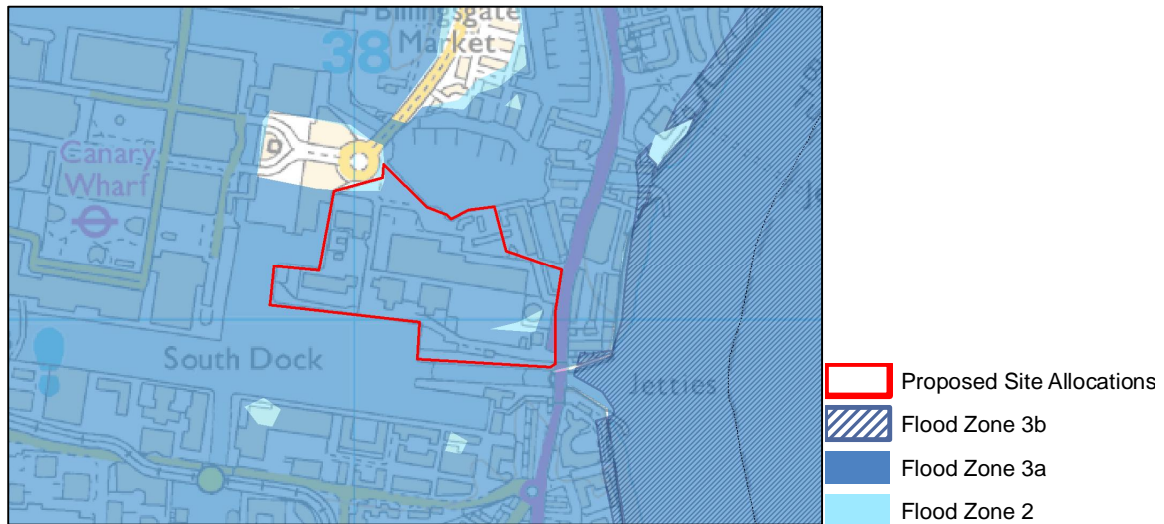 Billingsgate
Market
38
Canary
Wharf
South Dock
Jetties
Proposed Site Allocations
Flood Zone 3b
Flood Zone 3a
Flood Zone 2